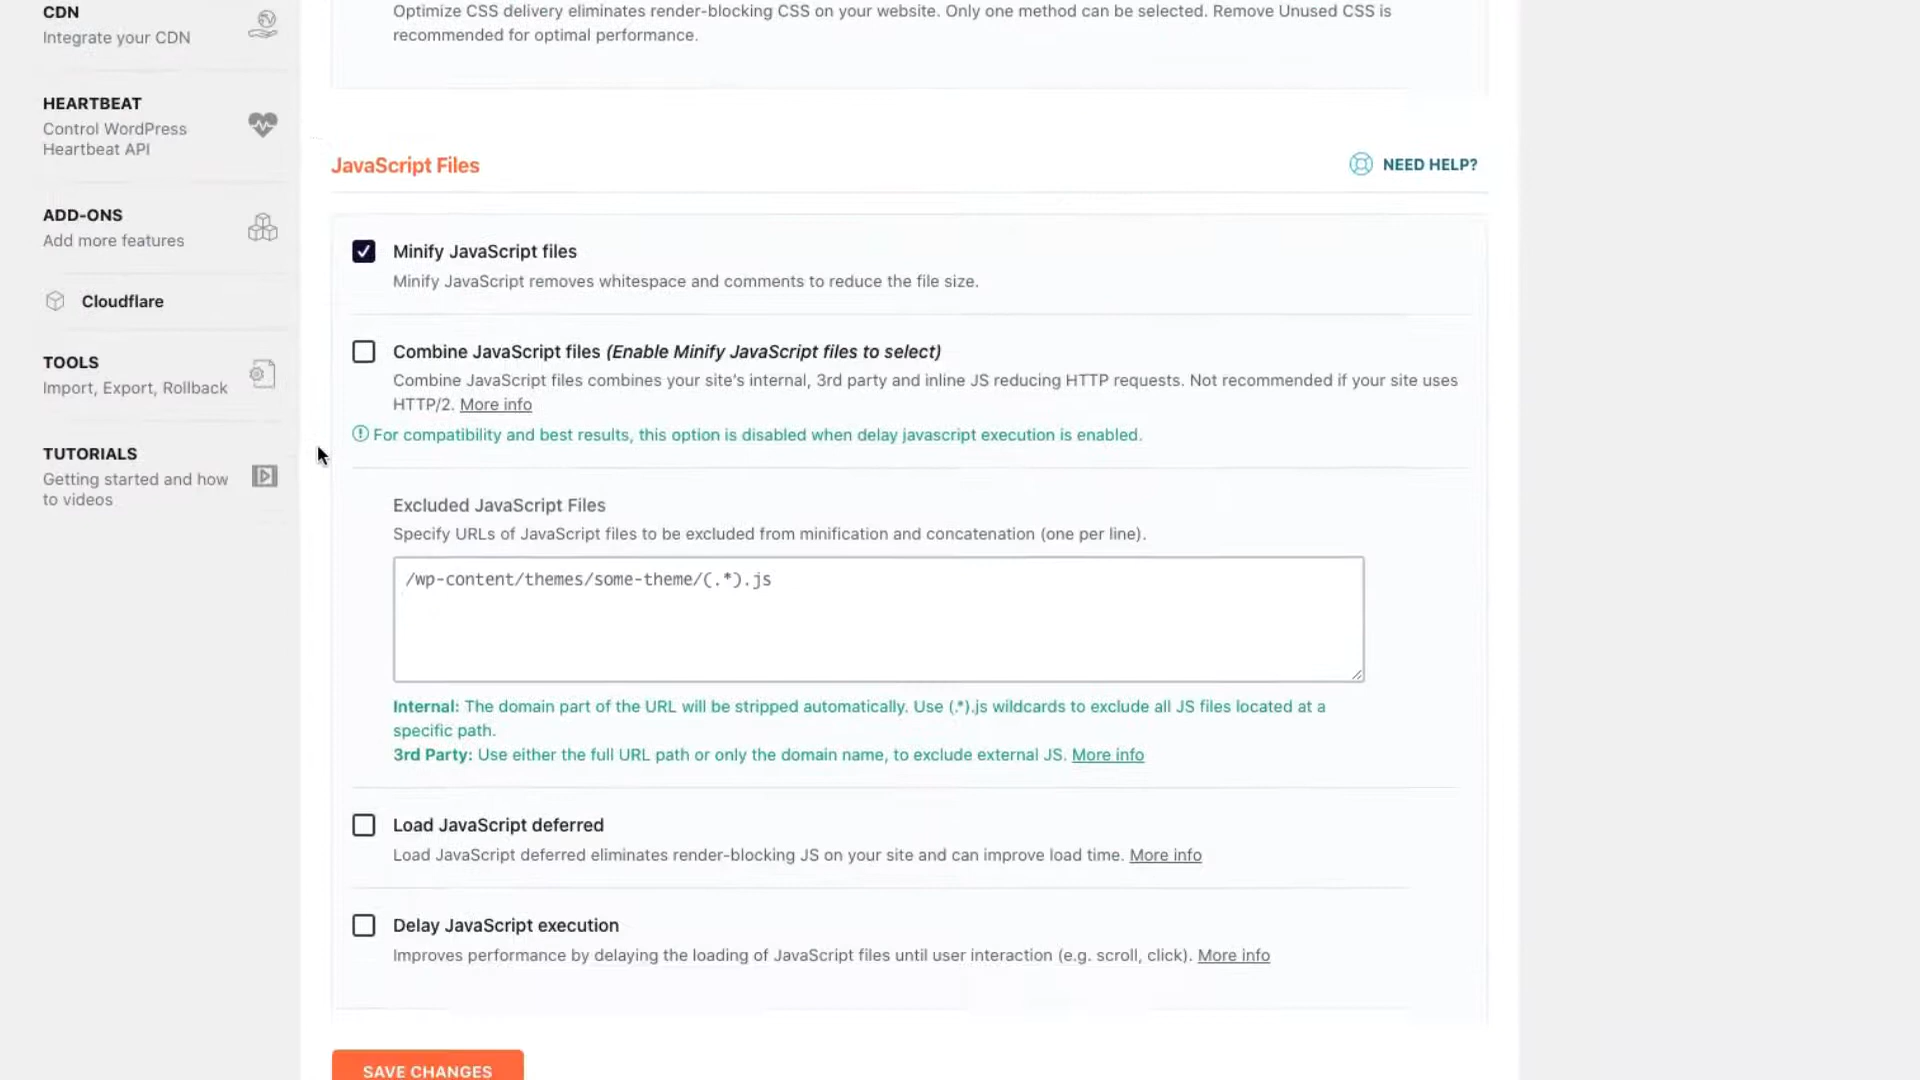 CDN
Integrate your CDN
HEARTBEAT
Control WordPress
Heartbeat API
ADD-ONS
Add more features
Cloudflare
TOOLS
Import, Export, Rollback
TUTORIALS
Getting started and how
to videos
Optimize CSS delivery eliminates render-blocking CSS on your website. Only one method can be selected. Remove Unused CSS is
recommended for optimal performance.
JavaScript Files
NEED HELP?
Minify JavaScript files
Minify JavaScript removes whitespace and comments to reduce the file size.
Combine JavaScript files (Enable Minify JavaScript files to select)
Combine JavaScript files combines your site's internal, 3rd party and inline JS reducing HTTP requests. Not recommended if your site uses
HTTP/2. More info
For compatibility and best results, this option is disabled when delay javascript execution is enabled.
Excluded JavaScript Files
Specify URLs of JavaScript files to be excluded from minification and concatenation (one per line).
/wp-content/themes/some-theme/(.*).js
Internal: The domain part of the URL will be stripped automatically. Use (.*).js wildcards to exclude all JS files located at a
specific path.
3rd Party: Use either the full URL path or only the domain name, to exclude external JS. More info
Load JavaScript deferred
Load JavaScript deferred eliminates render-blocking JS on your site and can improve load time. More info
Delay JavaScript execution
Improves performance by delaying the loading of JavaScript files until user interaction (e.g. scroll, click). More info
SAVE CHANGES